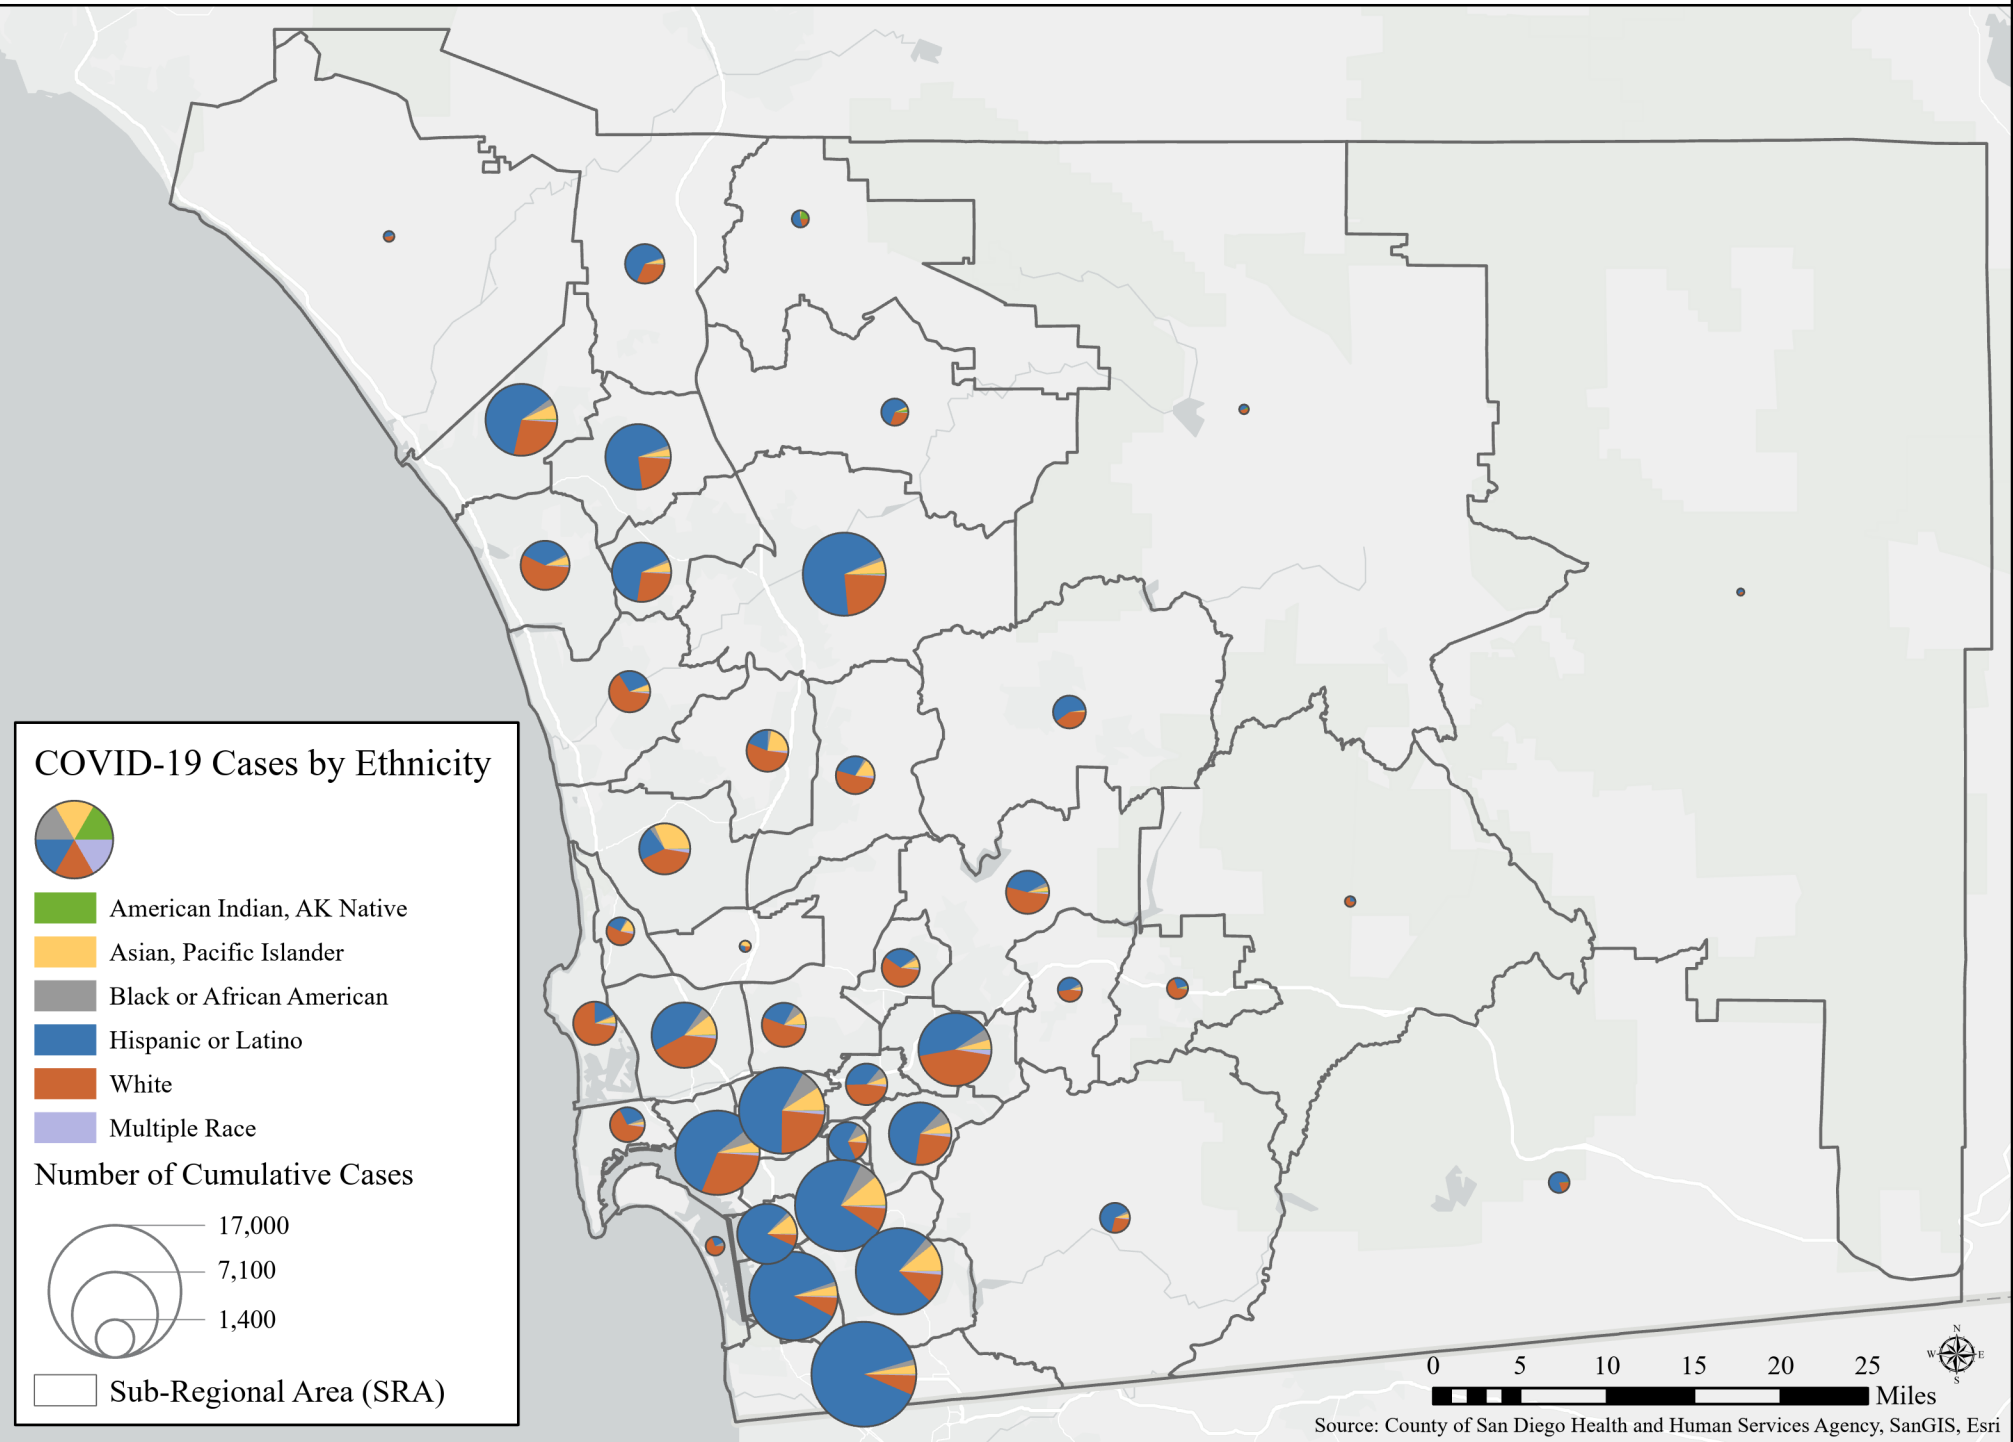 COVID-19 Cases by Ethnicity
American Indian, AK Native
Asian, Pacific Islander
Black or African American
Hispanic or Latino
White
Multiple Race
Number of Cumulative Cases
17,000
7,100
1,400
Sub-Regional Area (SRA)
N
W E
S
0 5 10 15 20 25
Miles
Source: County of San Diego Health and Human Services Agency, SanGIS, Esri